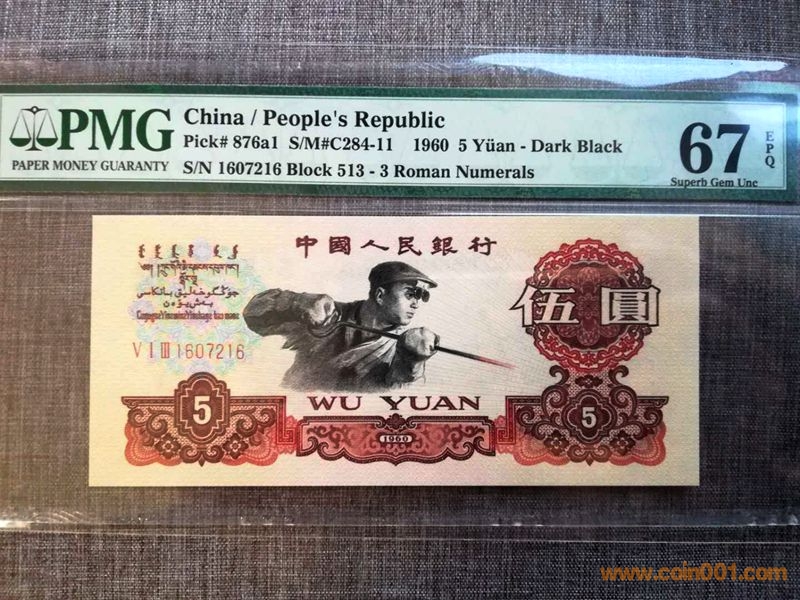 PMG
PAPER MONEY GUARANTY
China / People's Republic
Pick# 876a1 S/M#C284-11 1960 5 Yüan - Dark Black
S/N 1607216 Block 513 - 3 Roman Numerals
67
EPQ
Superb Gem Unc
中國人民銀行
V I III 1607216
伍圓
5
WU YUAN
1960
5
www.coin001.com